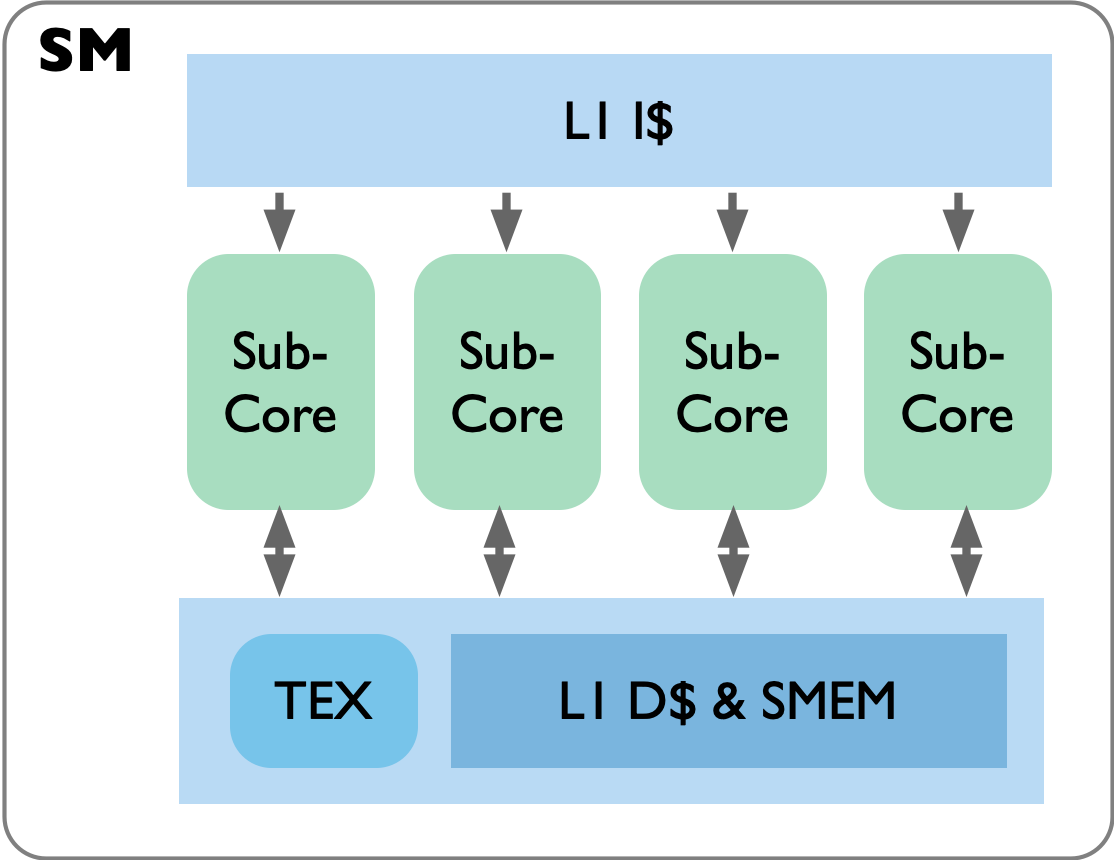 SM
L1 I$
Sub-
Core
Sub-
Core
Sub-
Core
Sub-
Core
TEX
L1 D$ & SMEM